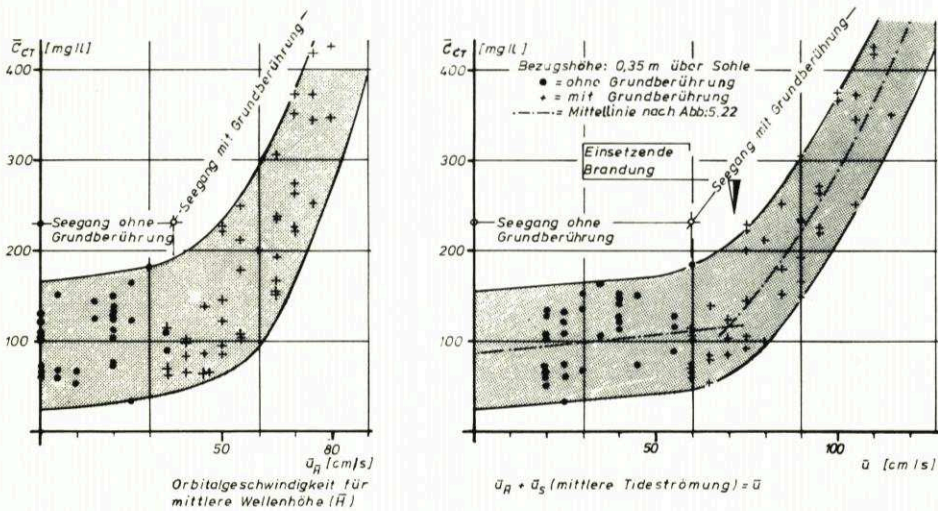 C̅CT [mg/l]
400
300
200
100
Seegang mit Grundberührung
Seegang ohne
Grundberührung
50
80
ūH̅ [cm/s]
Orbitalgeschwindigkeit für
mittlere Wellenhöhe (H̅)
C̅CT [mg/l]
400
300
200
100
Bezugshöhe: 0,35 m über Sohle
● = ohne Grundberührung
+ = mit Grundberührung
—·—·— = Mittellinie nach Abb.: 5.22
Einsetzende
Brandung
Seegang mit Grundberührung
Seegang ohne
Grundberührung
50
100
ū [cm/s]
ūH̅ + ūS (mittlere Tideströmung) = ū